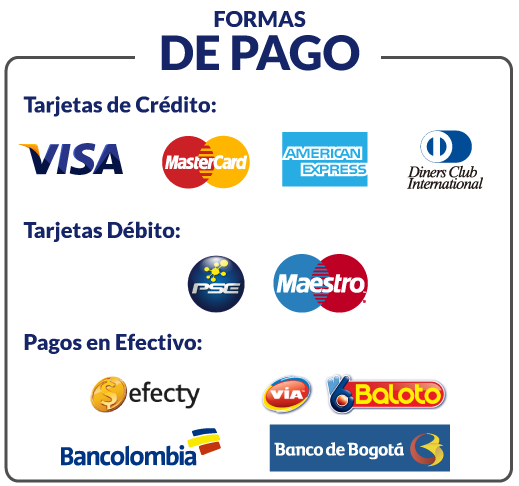 FORMAS
DE PAGO
Tarjetas de Crédito:
VISA
MasterCard
AMERICAN
EXPRESS
Diners Club
International
Tarjetas Débito:
PSE
Maestro
Pagos en Efectivo:
$ efecty
VIA Baloto
Bancolombia
Banco de Bogotá